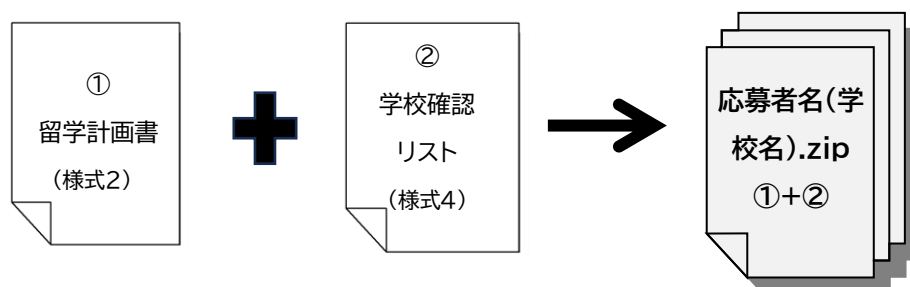 ①
留学計画書
(様式2)
②
学校確認
リスト
(様式4)
応募者名(学
校名).zip
①+②